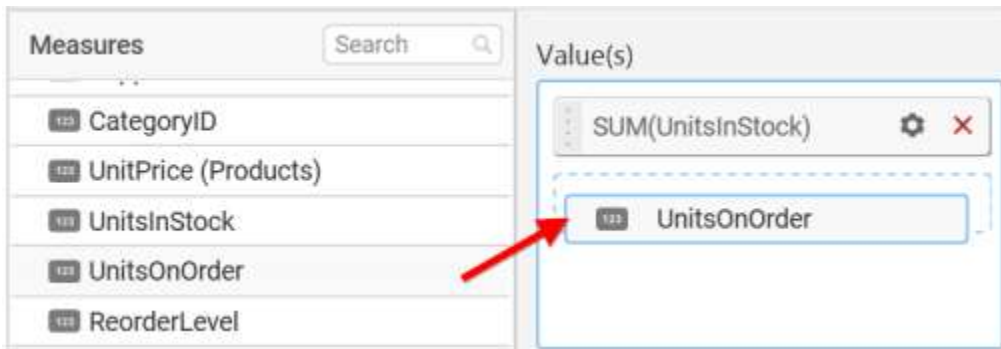 Measures
Search
CategoryID
UnitPrice (Products)
UnitsInStock
UnitsOnOrder
ReorderLevel
Value(s)
SUM(UnitsInStock)
UnitsOnOrder